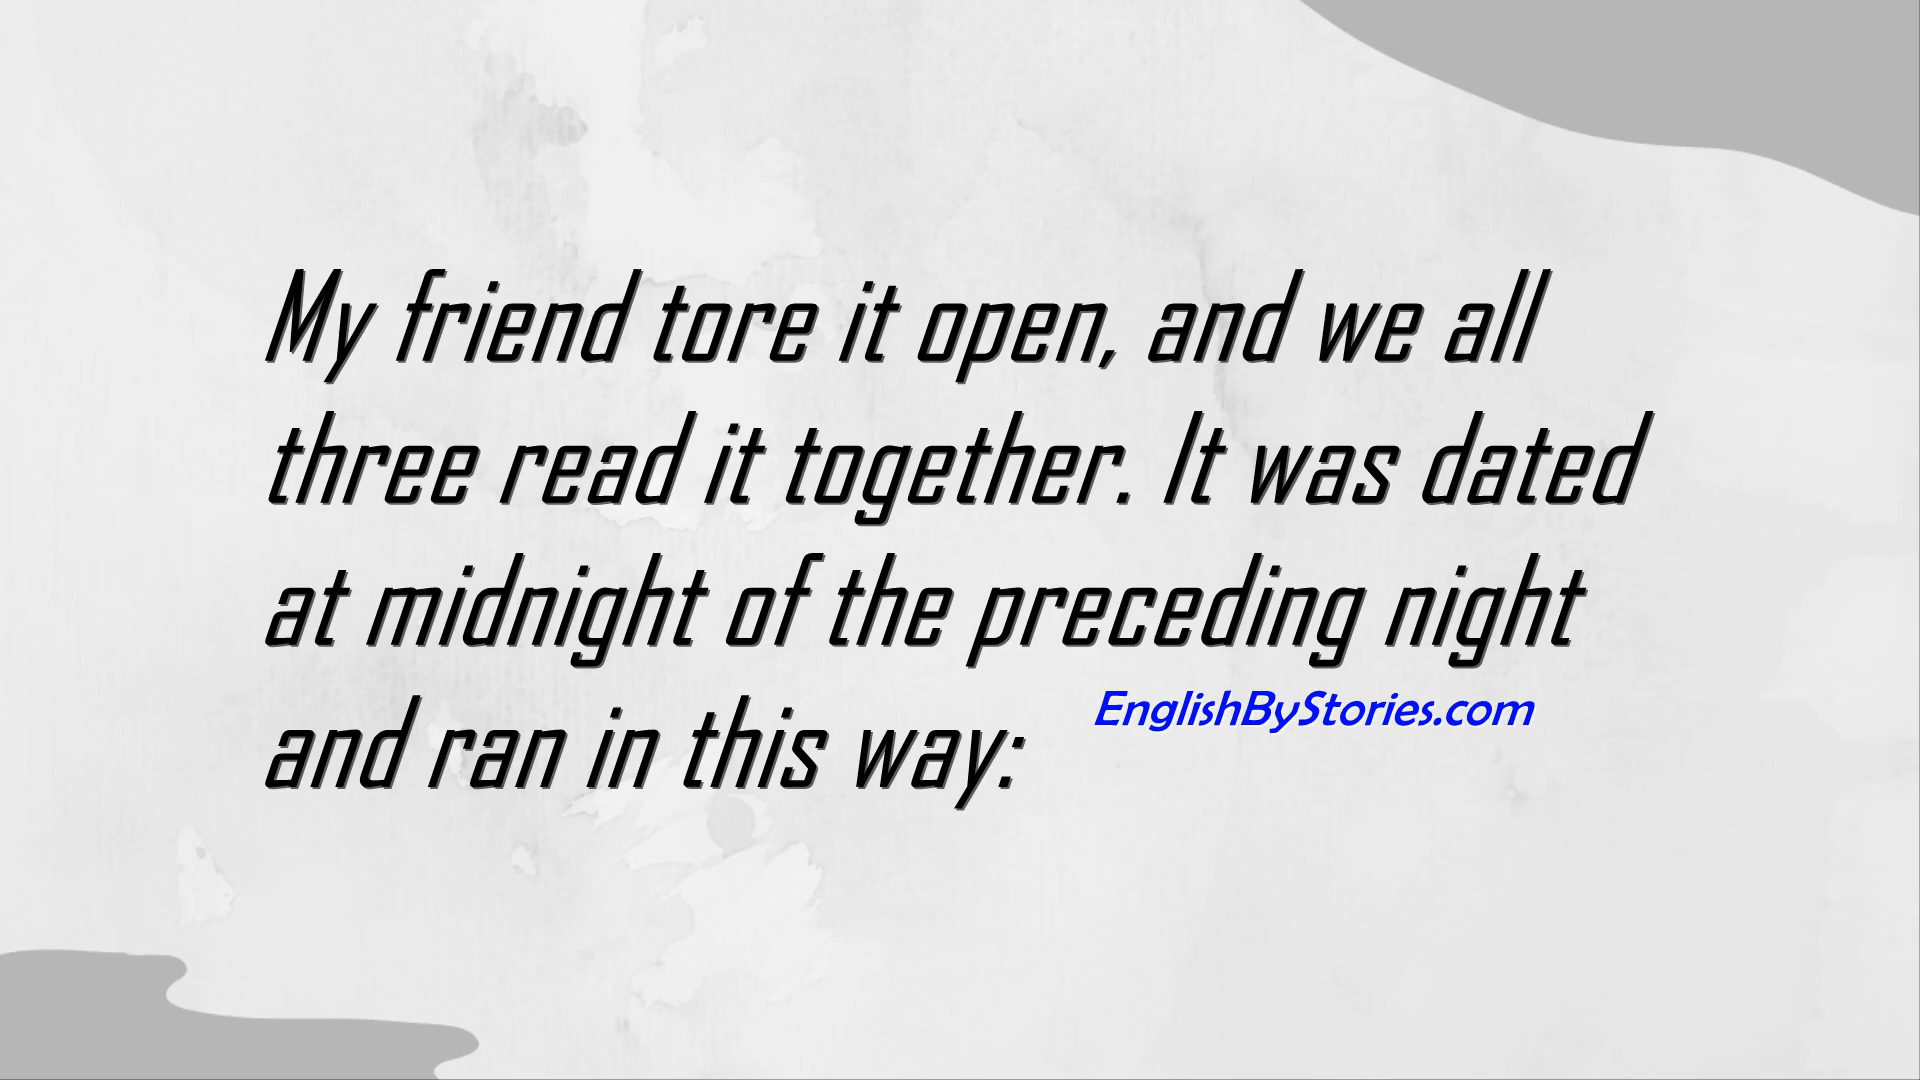 My friend tore it open, and we all
three read it together. It was dated
at midnight of the preceding night
and ran in this way:
EnglishByStories.com